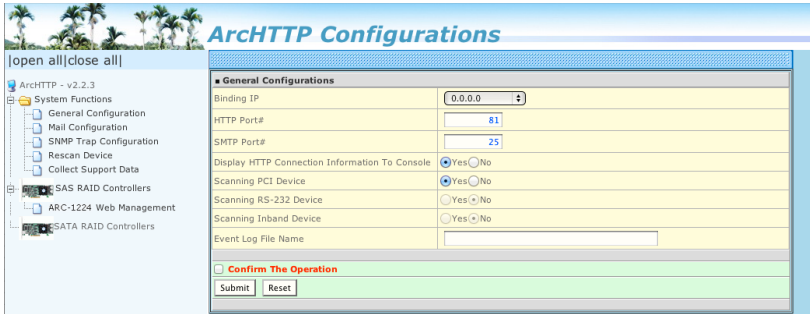 ArcHTTP Configurations
|open all|close all|
ArcHTTP - v2.2.3
System Functions
General Configuration
Mail Configuration
SNMP Trap Configuration
Rescan Device
Collect Support Data
SAS RAID Controllers
ARC-1224 Web Management
SATA RAID Controllers
General Configurations
Binding IP 0.0.0.0
HTTP Port# 81
SMTP Port# 25
Display HTTP Connection Information To Console Yes No
Scanning PCI Device Yes No
Scanning RS-232 Device Yes No
Scanning Inband Device Yes No
Event Log File Name
Confirm The Operation
Submit Reset